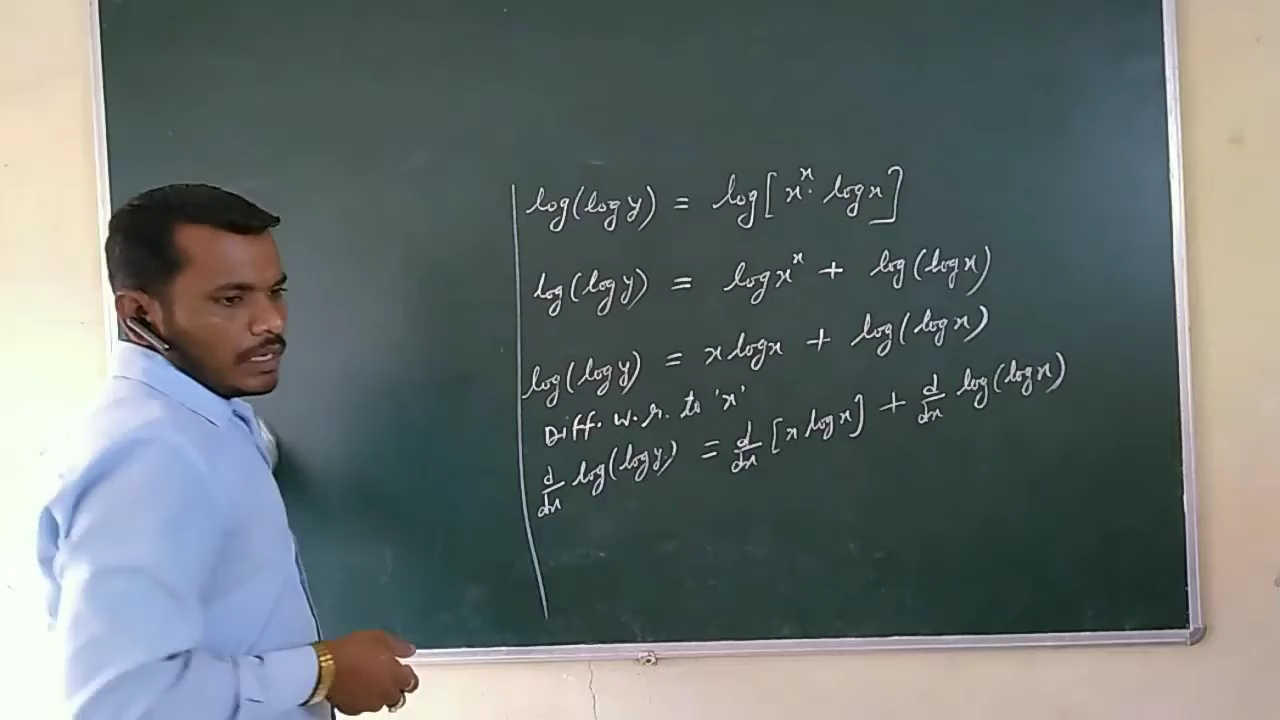 log(log y) = log[x^x. log x]
log(log y) = log x^x + log(log x)
log(log y) = x log x + log(log x)
Diff. w.r. to 'x'
d/dx log(log y) = d/dx [x log x] + d/dx log(log x)